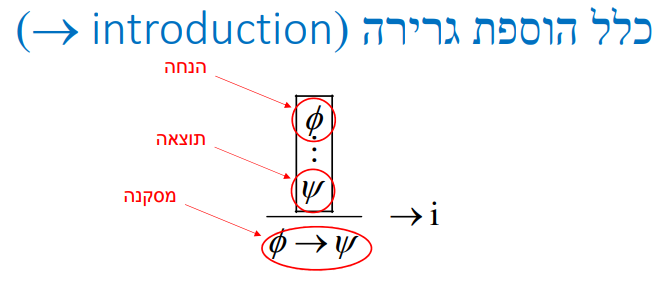 כלל הוספת גרירה (→ introduction)
הנחה
ϕ
⋮
תוצאה
ψ
מסקנה
ϕ → ψ
→ i